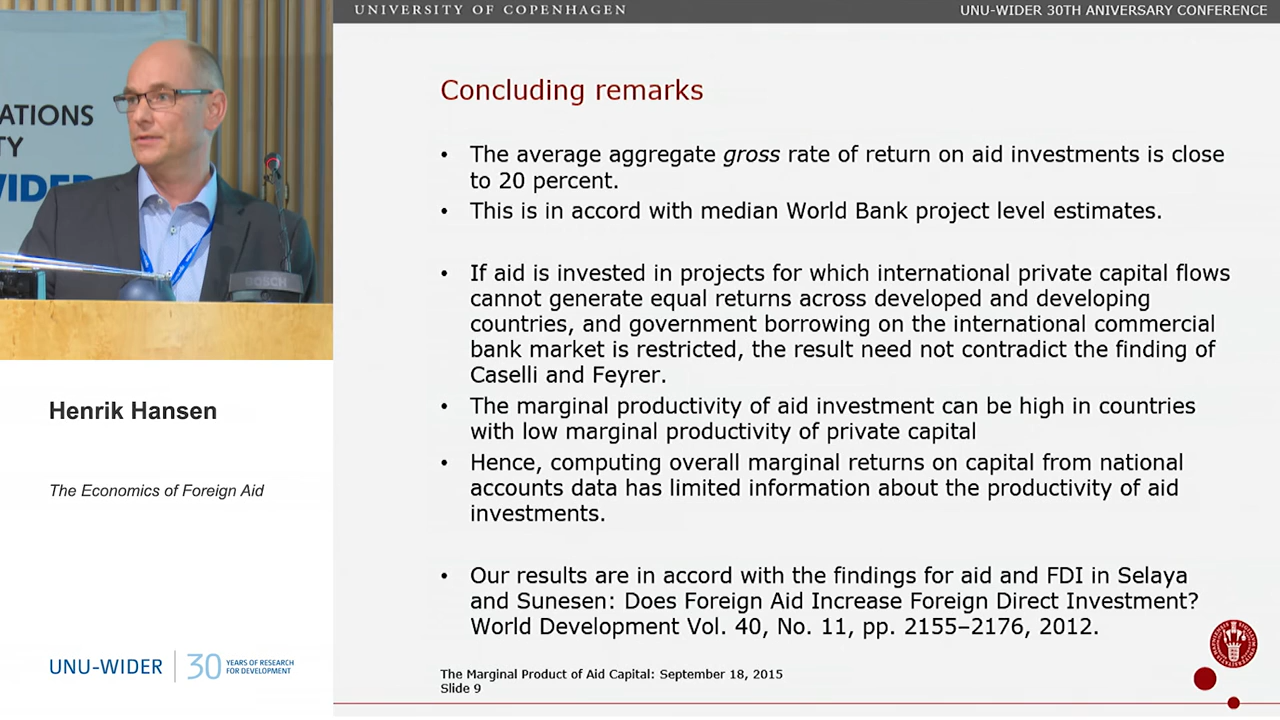 UNIVERSITY OF COPENHAGEN
UNU-WIDER 30TH ANIVERSARY CONFERENCE
ATIONS
TY
WIDER
BOSCH
Henrik Hansen
The Economics of Foreign Aid
UNU-WIDER
30 YEARS OF RESEARCH
FOR DEVELOPMENT
Concluding remarks
• The average aggregate gross rate of return on aid investments is close
to 20 percent.
• This is in accord with median World Bank project level estimates.
• If aid is invested in projects for which international private capital flows
cannot generate equal returns across developed and developing
countries, and government borrowing on the international commercial
bank market is restricted, the result need not contradict the finding of
Caselli and Feyrer.
• The marginal productivity of aid investment can be high in countries
with low marginal productivity of private capital
• Hence, computing overall marginal returns on capital from national
accounts data has limited information about the productivity of aid
investments.
• Our results are in accord with the findings for aid and FDI in Selaya
and Sunesen: Does Foreign Aid Increase Foreign Direct Investment?
World Development Vol. 40, No. 11, pp. 2155–2176, 2012.
The Marginal Product of Aid Capital: September 18, 2015
Slide 9